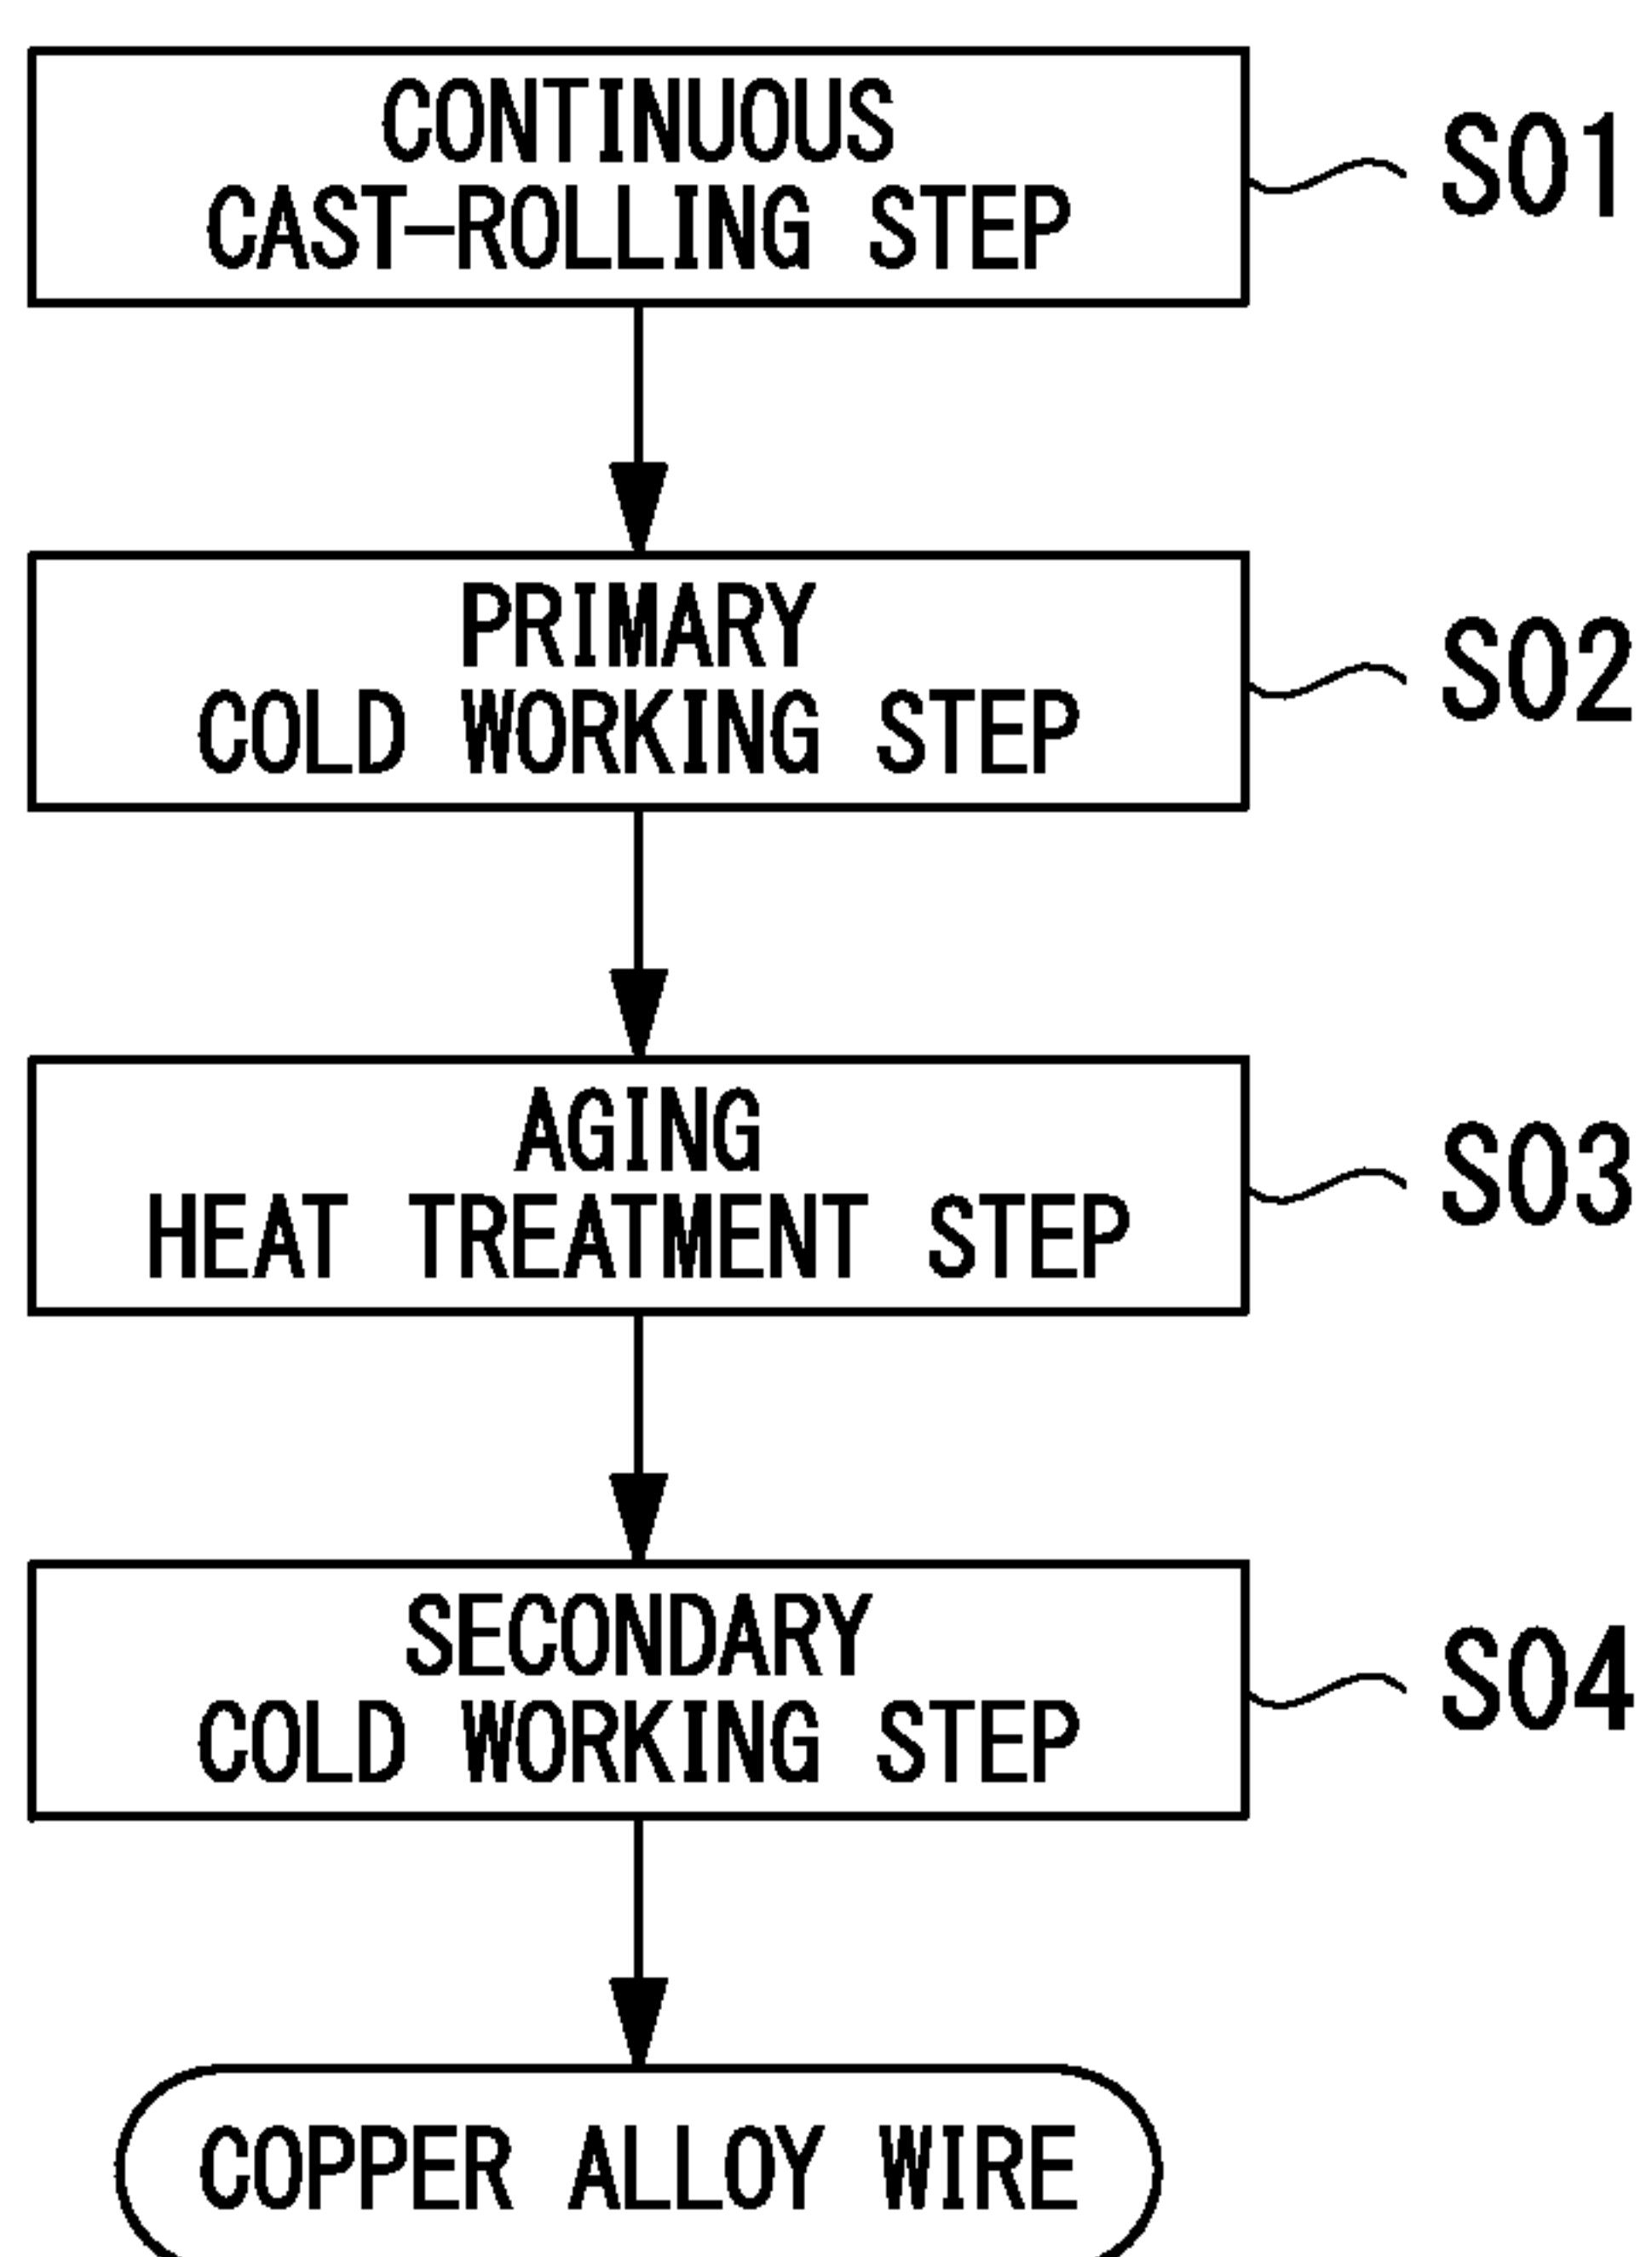 CONTINUOUS
CAST-ROLLING STEP
S01
PRIMARY
COLD WORKING STEP
S02
AGING
HEAT TREATMENT STEP
S03
SECONDARY
COLD WORKING STEP
S04
COPPER ALLOY WIRE